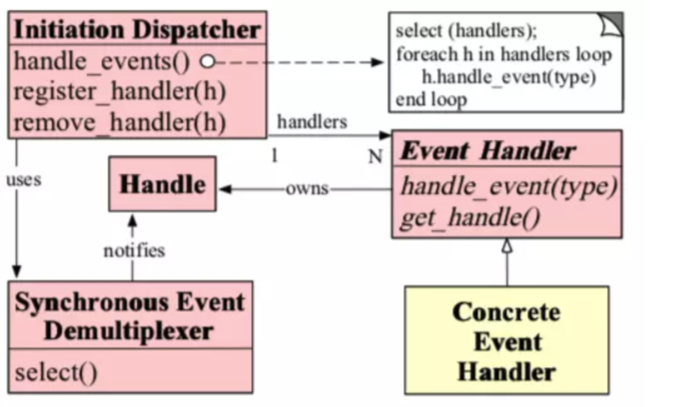 Initiation Dispatcher
handle_events()
register_handler(h)
remove_handler(h)
select (handlers);
foreach h in handlers loop
h.handle_event(type)
end loop
handlers
1
N
uses
Handle
owns
Event Handler
handle_event(type)
get_handle()
notifies
Synchronous Event
Demultiplexer
select()
Concrete
Event
Handler